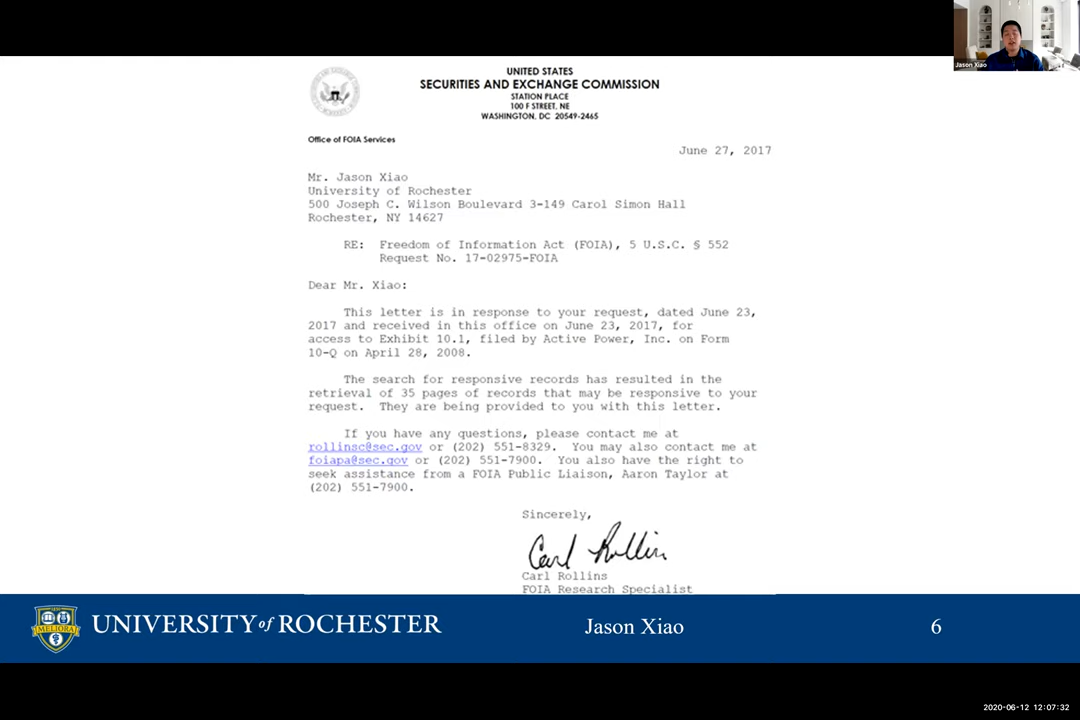 Jason Xiao
UNITED STATES
SECURITIES AND EXCHANGE COMMISSION
STATION PLACE
100 F STREET, NE
WASHINGTON, DC 20549-2465
Office of FOIA Services
June 27, 2017
Mr. Jason Xiao
University of Rochester
500 Joseph C. Wilson Boulevard 3-149 Carol Simon Hall
Rochester, NY 14627
RE: Freedom of Information Act (FOIA), 5 U.S.C. § 552
Request No. 17-02975-FOIA
Dear Mr. Xiao:
This letter is in response to your request, dated June 23,
2017 and received in this office on June 23, 2017, for
access to Exhibit 10.1, filed by Active Power, Inc. on Form
10-Q on April 28, 2008.
The search for responsive records has resulted in the
retrieval of 35 pages of records that may be responsive to your
request. They are being provided to you with this letter.
If you have any questions, please contact me at
rollinsc@sec.gov or (202) 551-8329. You may also contact me at
foiapa@sec.gov or (202) 551-7900. You also have the right to
seek assistance from a FOIA Public Liaison, Aaron Taylor at
(202) 551-7900.
Sincerely,
Carl Rollin
Carl Rollins
FOIA Research Specialist
MELIORA
UNIVERSITY of ROCHESTER
Jason Xiao
6
2020-06-12 12:07:32